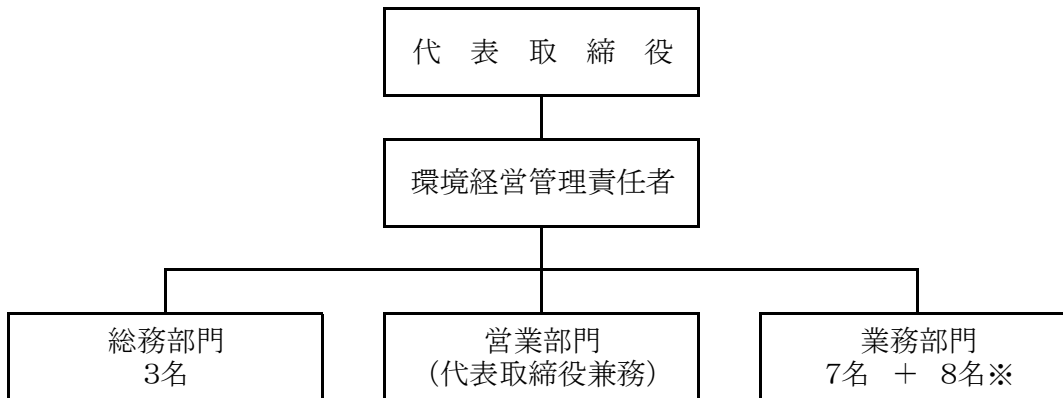 代　表　取　締　役
環境経営管理責任者
総務部門
3名
営業部門
（代表取締役兼務）
業務部門
7名　＋　8名※